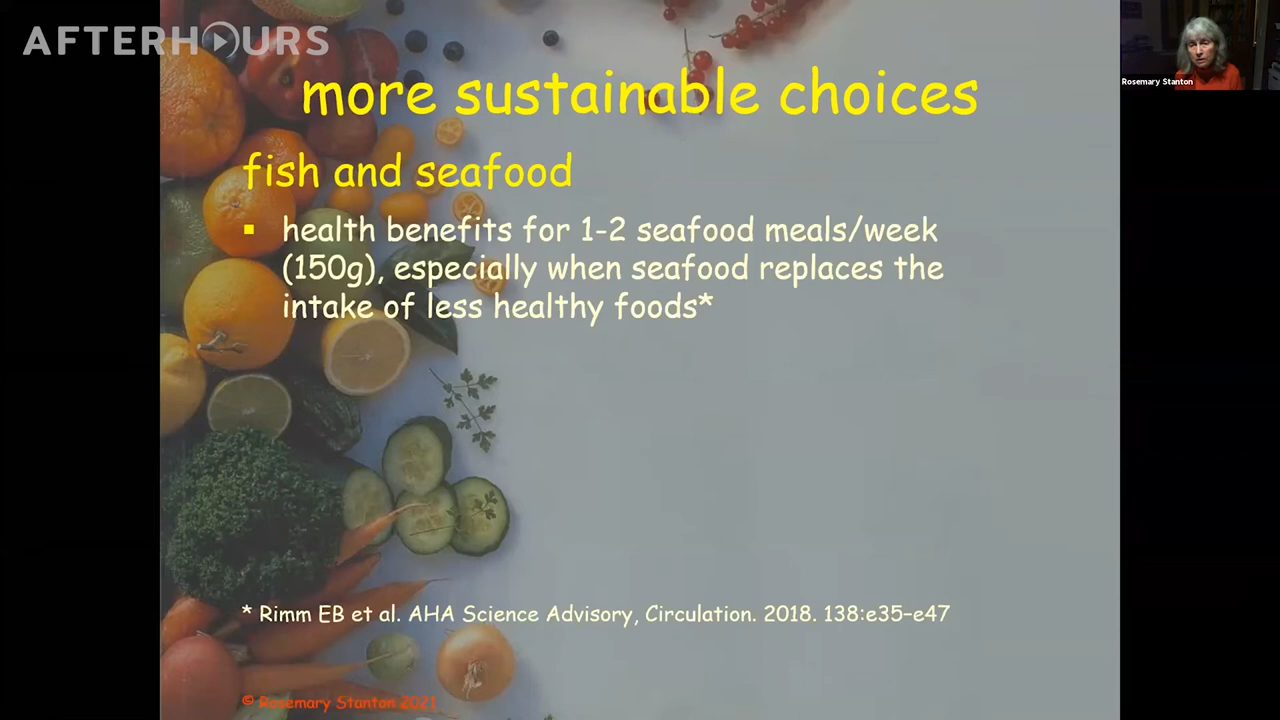 AFTERHOURS
Rosemary Stanton
more sustainable choices
fish and seafood
▪ health benefits for 1-2 seafood meals/week
(150g), especially when seafood replaces the
intake of less healthy foods*
* Rimm EB et al. AHA Science Advisory, Circulation. 2018. 138:e35–e47
© Rosemary Stanton 2021